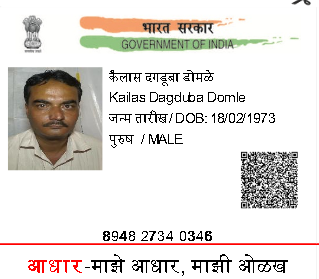 भारत सरकार
GOVERNMENT OF INDIA
कैलास दगडूबा डोमळे
Kailas Dagduba Domle
जन्म तारीख / DOB: 18/02/1973
पुरुष / MALE
8948 2734 0346
आधार-माझे आधार, माझी ओळख